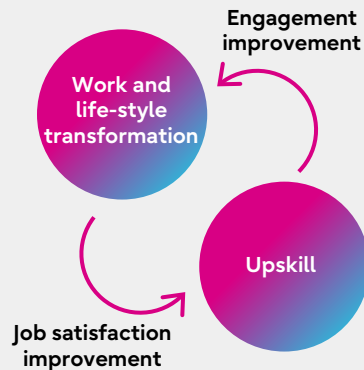 Engagement
improvement
Work and
life-style
transformation
Upskill
Job satisfaction
improvement